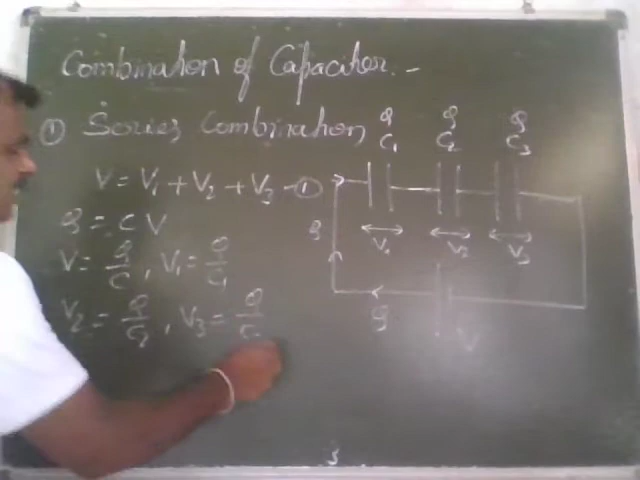 Combination of Capacitor.-
① Series Combination
V = V₁ + V₂ + V₃ -①
q = C V
V = q/C , V₁ = q/C₁
V₂ = q/C₂ , V₃ = q/C
q q q
C₁ C₂ C₃
V₁ V₂ V₃
q
q V